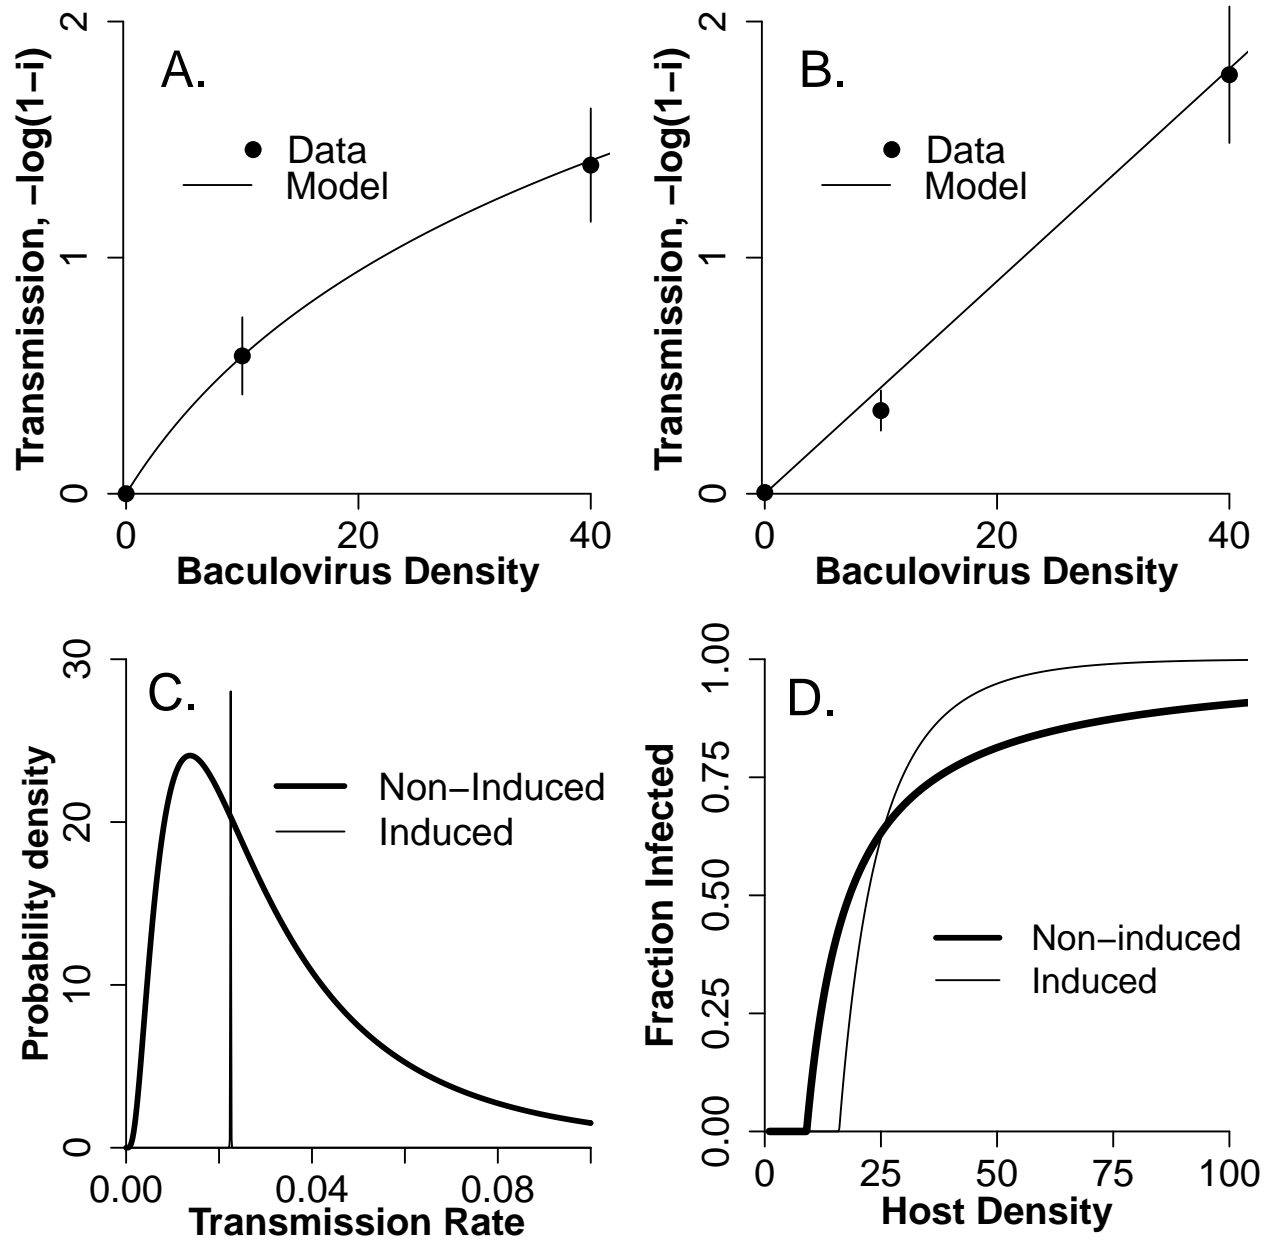 A.
Transmission, −log(1−i)
2
1
0
Data
Model
0 20 40
Baculovirus Density
B.
Transmission, −log(1−i)
2
1
0
Data
Model
0 20 40
Baculovirus Density
C.
Probability density
30
20
10
0
Non−Induced
Induced
0.00 0.04 0.08
Transmission Rate
D.
Fraction Infected
1.00
0.75
0.50
0.25
0.00
Non−induced
Induced
0 25 50 75 100
Host Density